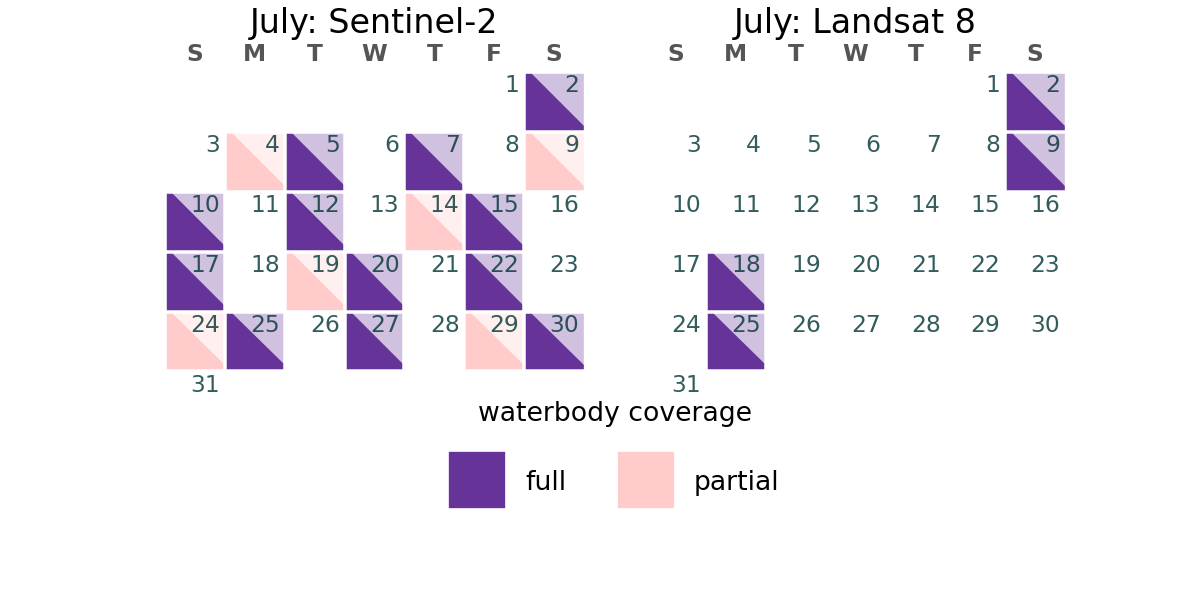 July: Sentinel-2
S M T W T F S
1 2
3 4 5 6 7 8 9
10 11 12 13 14 15 16
17 18 19 20 21 22 23
24 25 26 27 28 29 30
31
July: Landsat 8
S M T W T F S
1 2
3 4 5 6 7 8 9
10 11 12 13 14 15 16
17 18 19 20 21 22 23
24 25 26 27 28 29 30
31
waterbody coverage
full partial